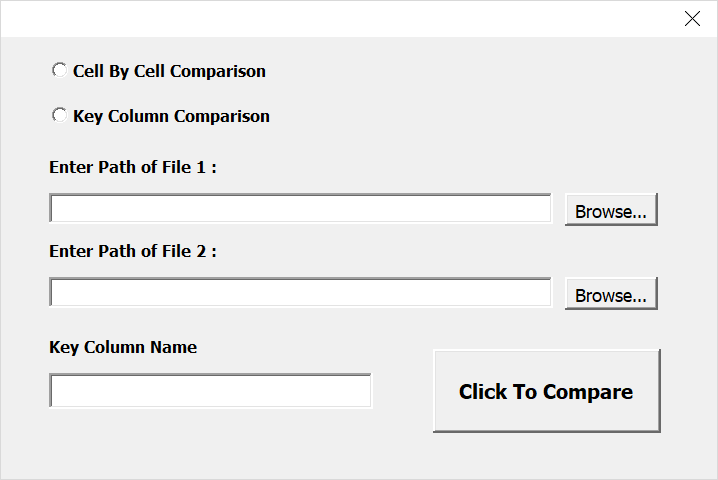 Cell By Cell Comparison
Key Column Comparison
Enter Path of File 1 :
Browse...
Enter Path of File 2 :
Browse...
Key Column Name
Click To Compare